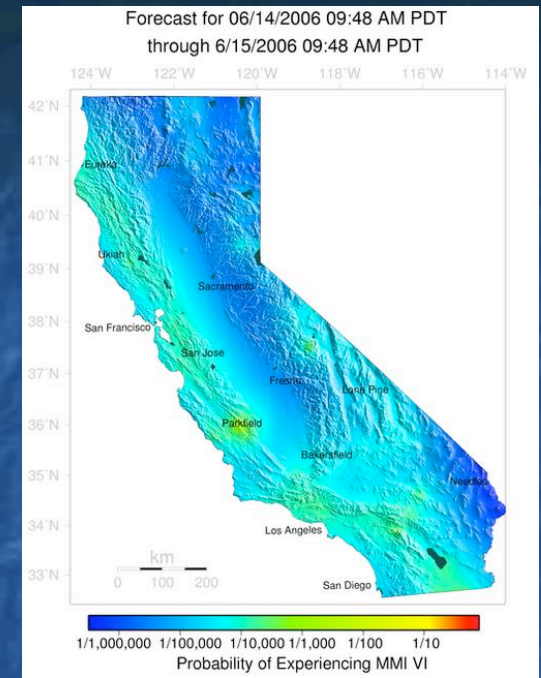 Forecast for 06/14/2006 09:48 AM PDT
through 6/15/2006 09:48 AM PDT
124˚W 122˚W 120˚W 118˚W 116˚W 114˚W
42˚N
41˚N
Eureka
40˚N
Ukiah
39˚N
Sacramento
38˚N
San Francisco
San Jose
37˚N
Fresno
Lone Pine
36˚N
Parkfield
Bakersfield
35˚N
Needles
34˚N
Los Angeles
km
33˚N
0 100 200
San Diego
1/1,000,000 1/100,000 1/10,000 1/1,000 1/100 1/10
Probability of Experiencing MMI VI